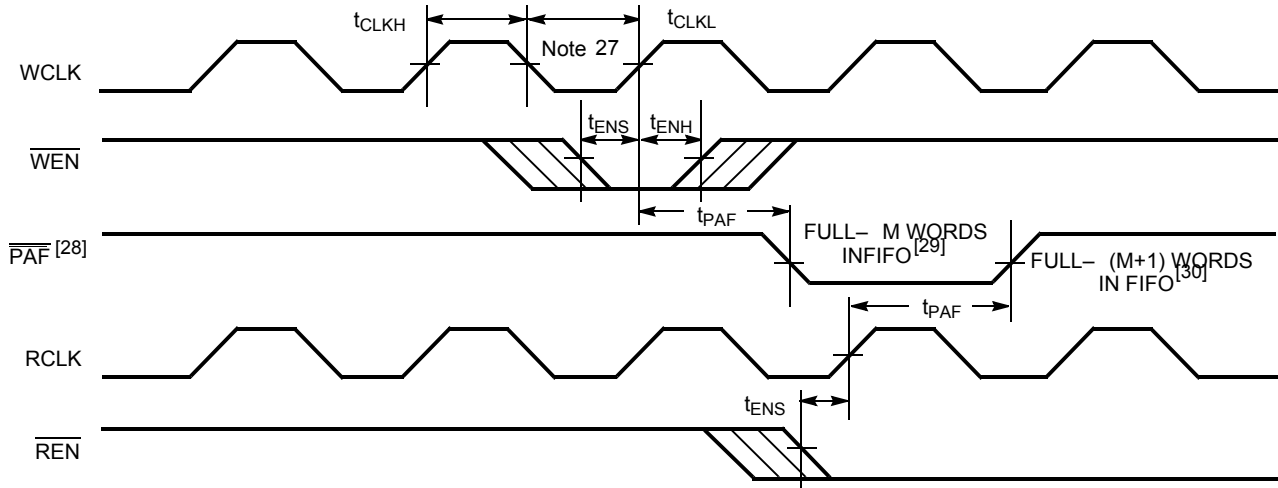 tCLKH
tCLKL
Note 27
WCLK
tENS
tENH
WEN
tPAF
FULL– M WORDS
INFIFO[29]
PAF [28]
FULL– (M+1) WORDS
IN FIFO[30]
tPAF
RCLK
tENS
REN